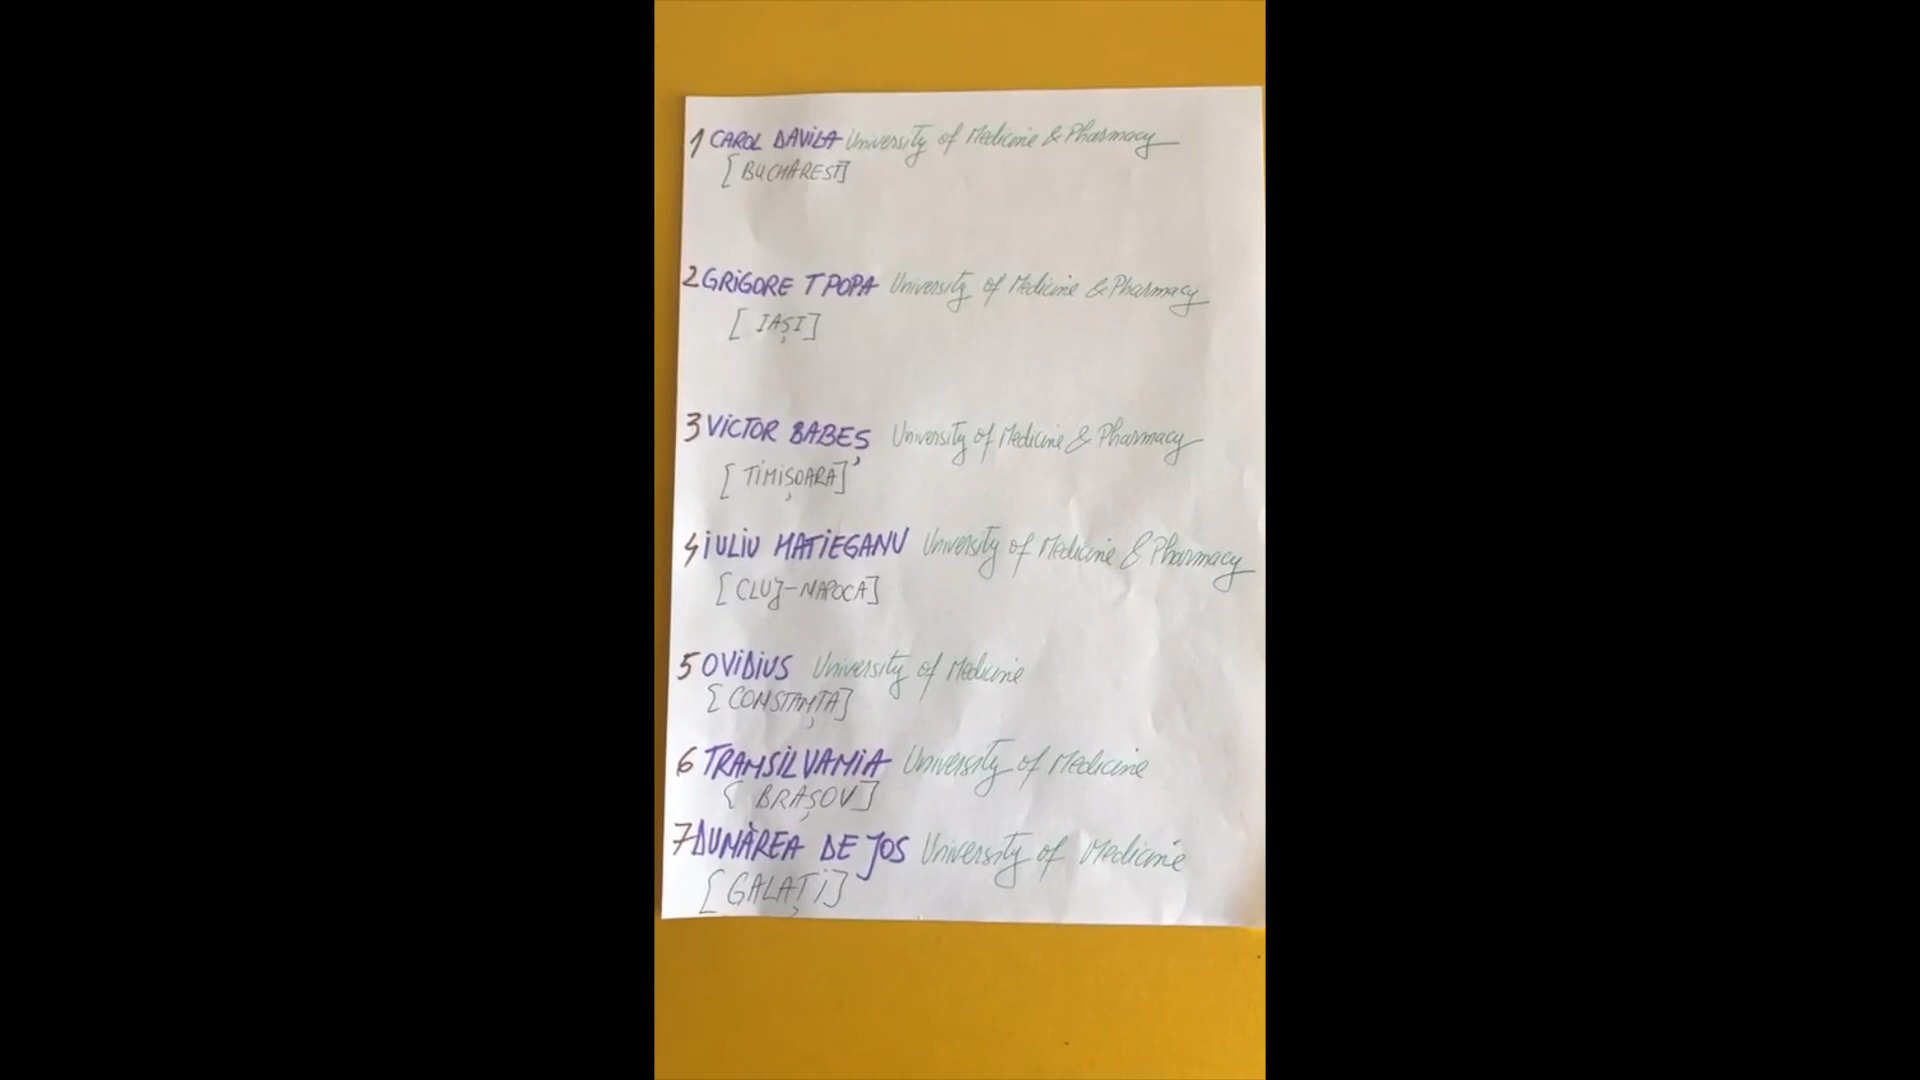 1 CAROL DAVILA University of Medicine & Pharmacy
[BUCHAREST]
2 GRiGORE T POPA University of Medicine & Pharmacy
[IAȘI]
3 ViCTOR BABEȘ University of Medicine & Pharmacy
[TiMiȘOARA]
4 iULiU HATiEGANU University of Medicine & Pharmacy
[CLUJ-NAPOCA]
5 OViDiUS University of Medicine
[CONSTANȚA]
6 TRANSiLVANiA University of Medicine
[BRAȘOV]
7 DUNĂREA DE JOS University of Medicine
[GALAȚi]